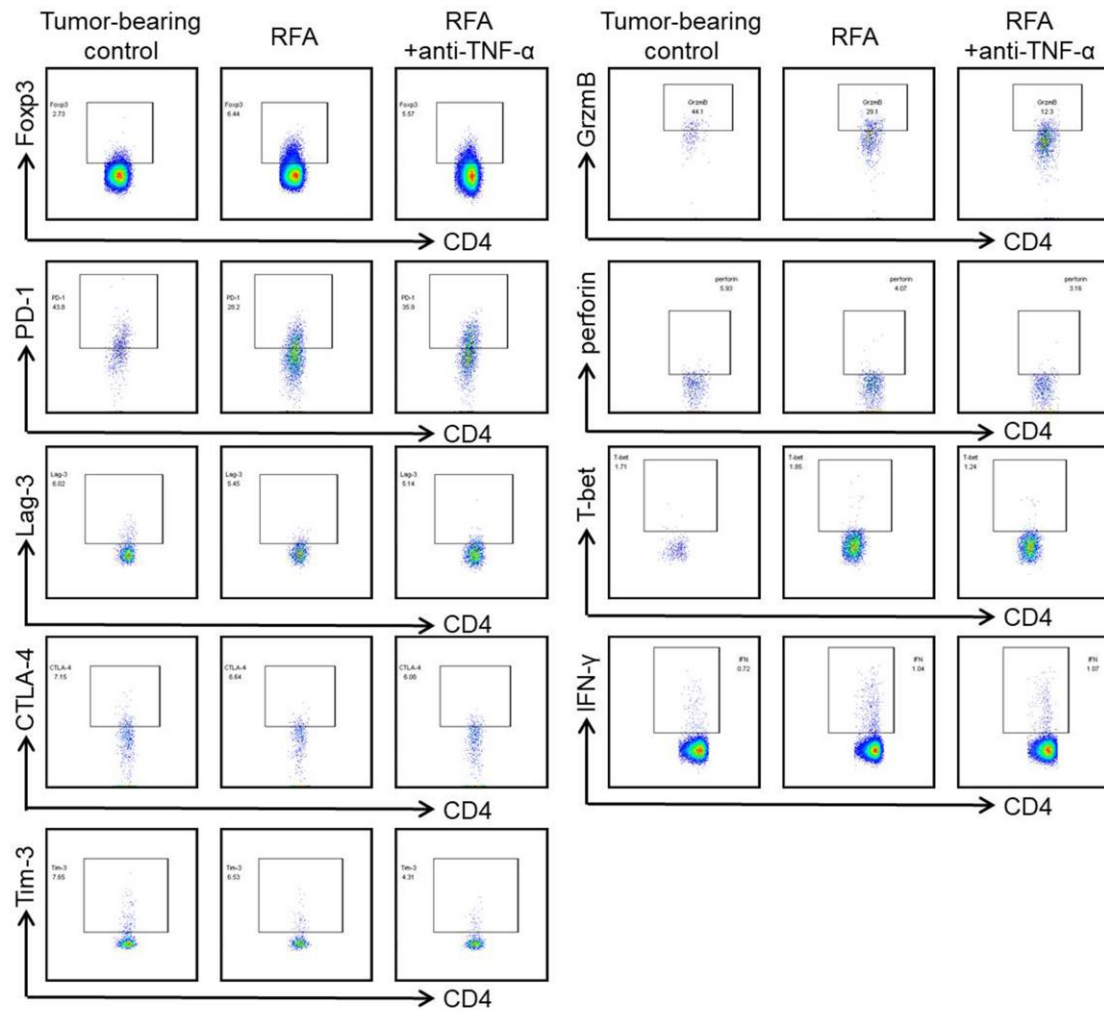 Tumor-bearing
control
RFA
RFA
+anti-TNF-α
Foxp3
Foxp3
2.73
Foxp3
6.44
Foxp3
5.57
CD4
PD-1
PD-1
43.8
PD-1
28.2
PD-1
35.9
CD4
Lag-3
Lag-3
6.02
Lag-3
5.45
Lag-3
5.14
CD4
CTLA-4
CTLA-4
7.15
CTLA-4
6.64
CTLA-4
6.08
CD4
Tim-3
Tim-3
7.65
Tim-3
6.53
Tim-3
4.31
CD4
Tumor-bearing
control
RFA
RFA
+anti-TNF-α
GrzmB
GrzmB
44.1
GrzmB
29.1
GrzmB
12.3
CD4
perforin
perforin
5.93
perforin
4.07
perforin
3.16
CD4
T-bet
T-bet
1.71
T-bet
1.85
T-bet
1.24
CD4
IFN-γ
IFN
0.72
IFN
1.04
IFN
1.07
CD4